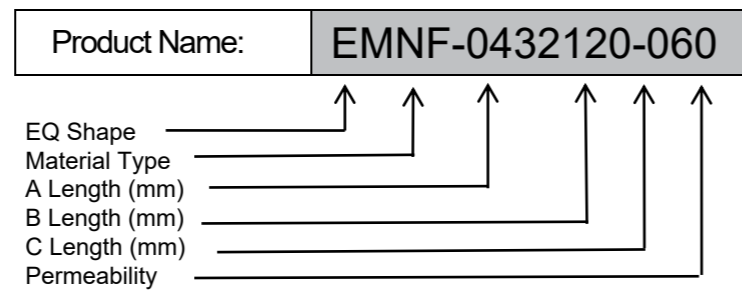 Product Name:
EMNF-0432120-060
EQ Shape
Material Type
A Length (mm)
B Length (mm)
C Length (mm)
Permeability